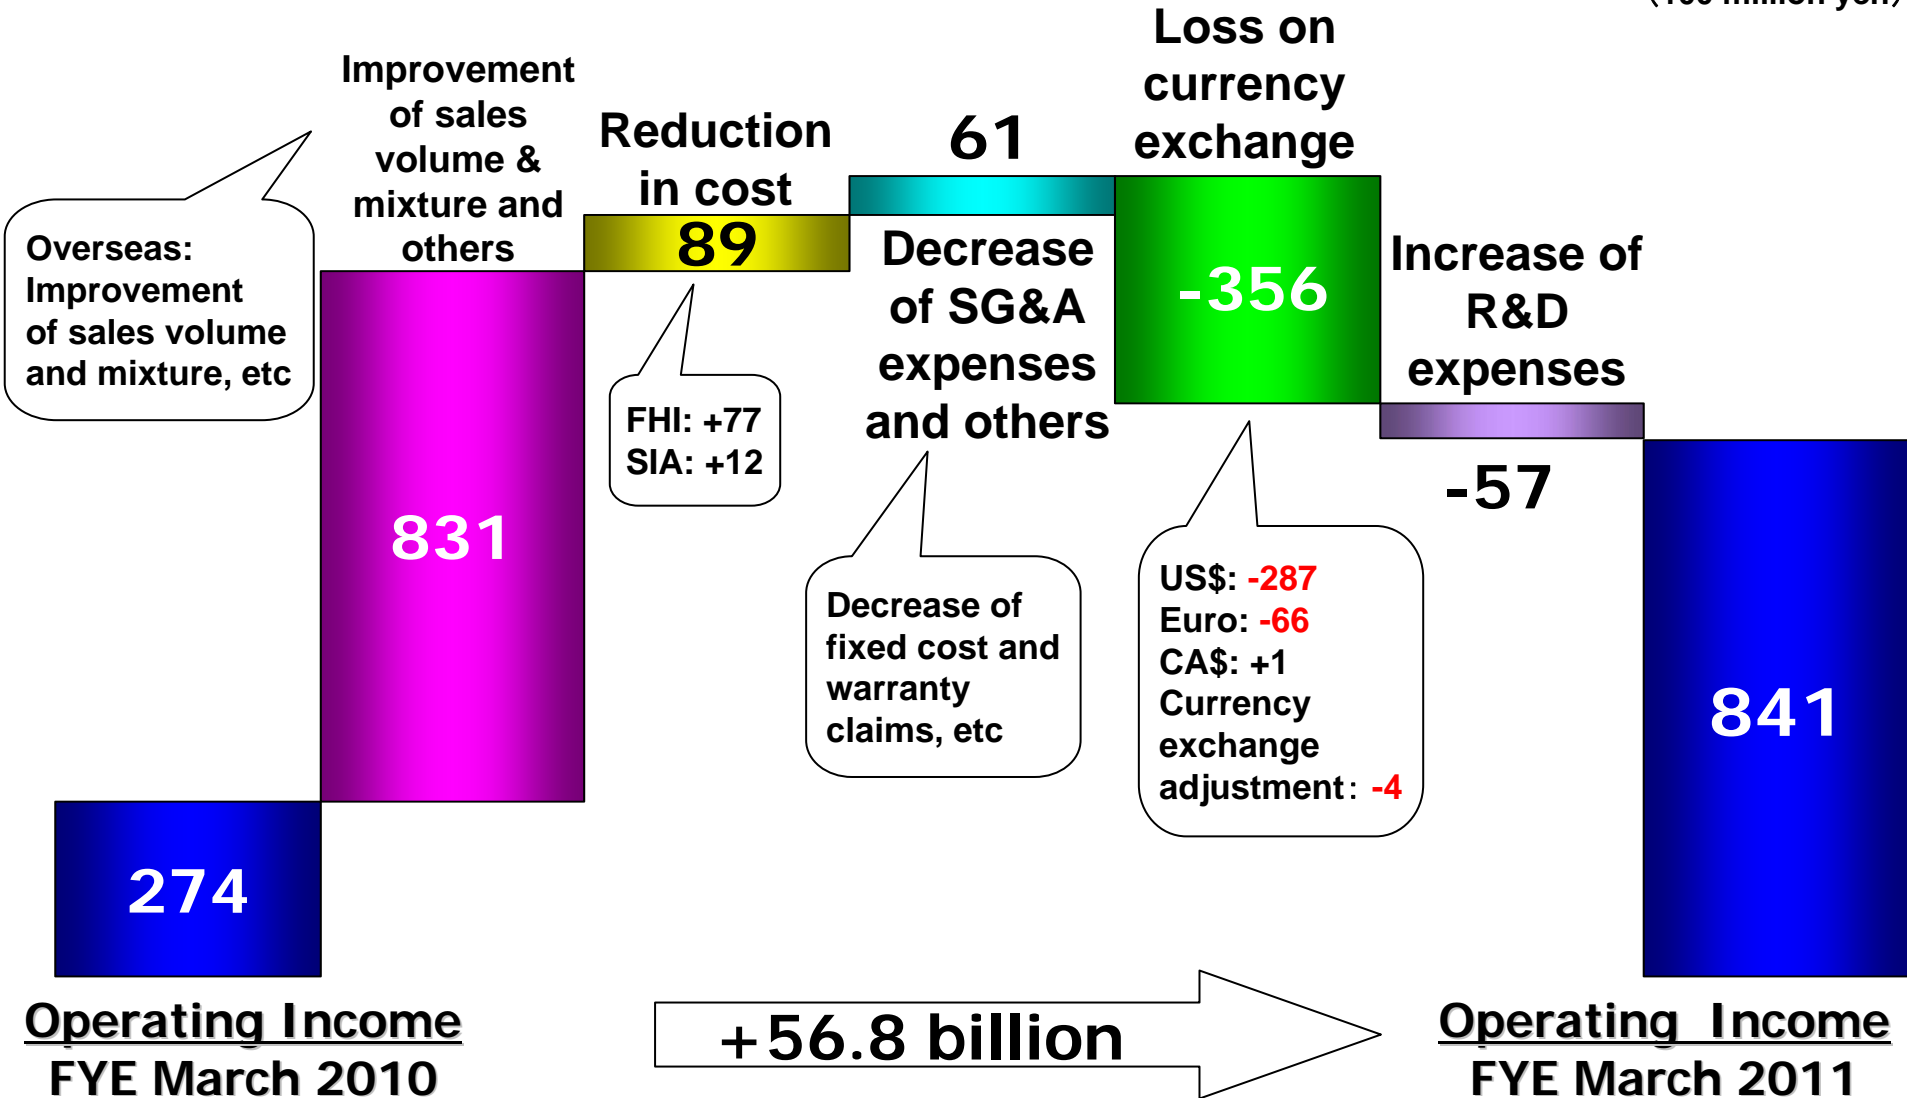 (100 million yen)
Improvement
of sales
volume &
mixture and
others
Reduction
in cost
89
61
Loss on
currency
exchange
Overseas:
Improvement
of sales volume
and mixture, etc
831
FHI: +77
SIA: +12
Decrease
of SG&A
expenses
and others
-356
Increase of
R&D
expenses
-57
Decrease of
fixed cost and
warranty
claims, etc
US$: -287
Euro: -66
CA$: +1
Currency
exchange
adjustment: -4
274
841
Operating Income
FYE March 2010
+56.8 billion
Operating Income
FYE March 2011